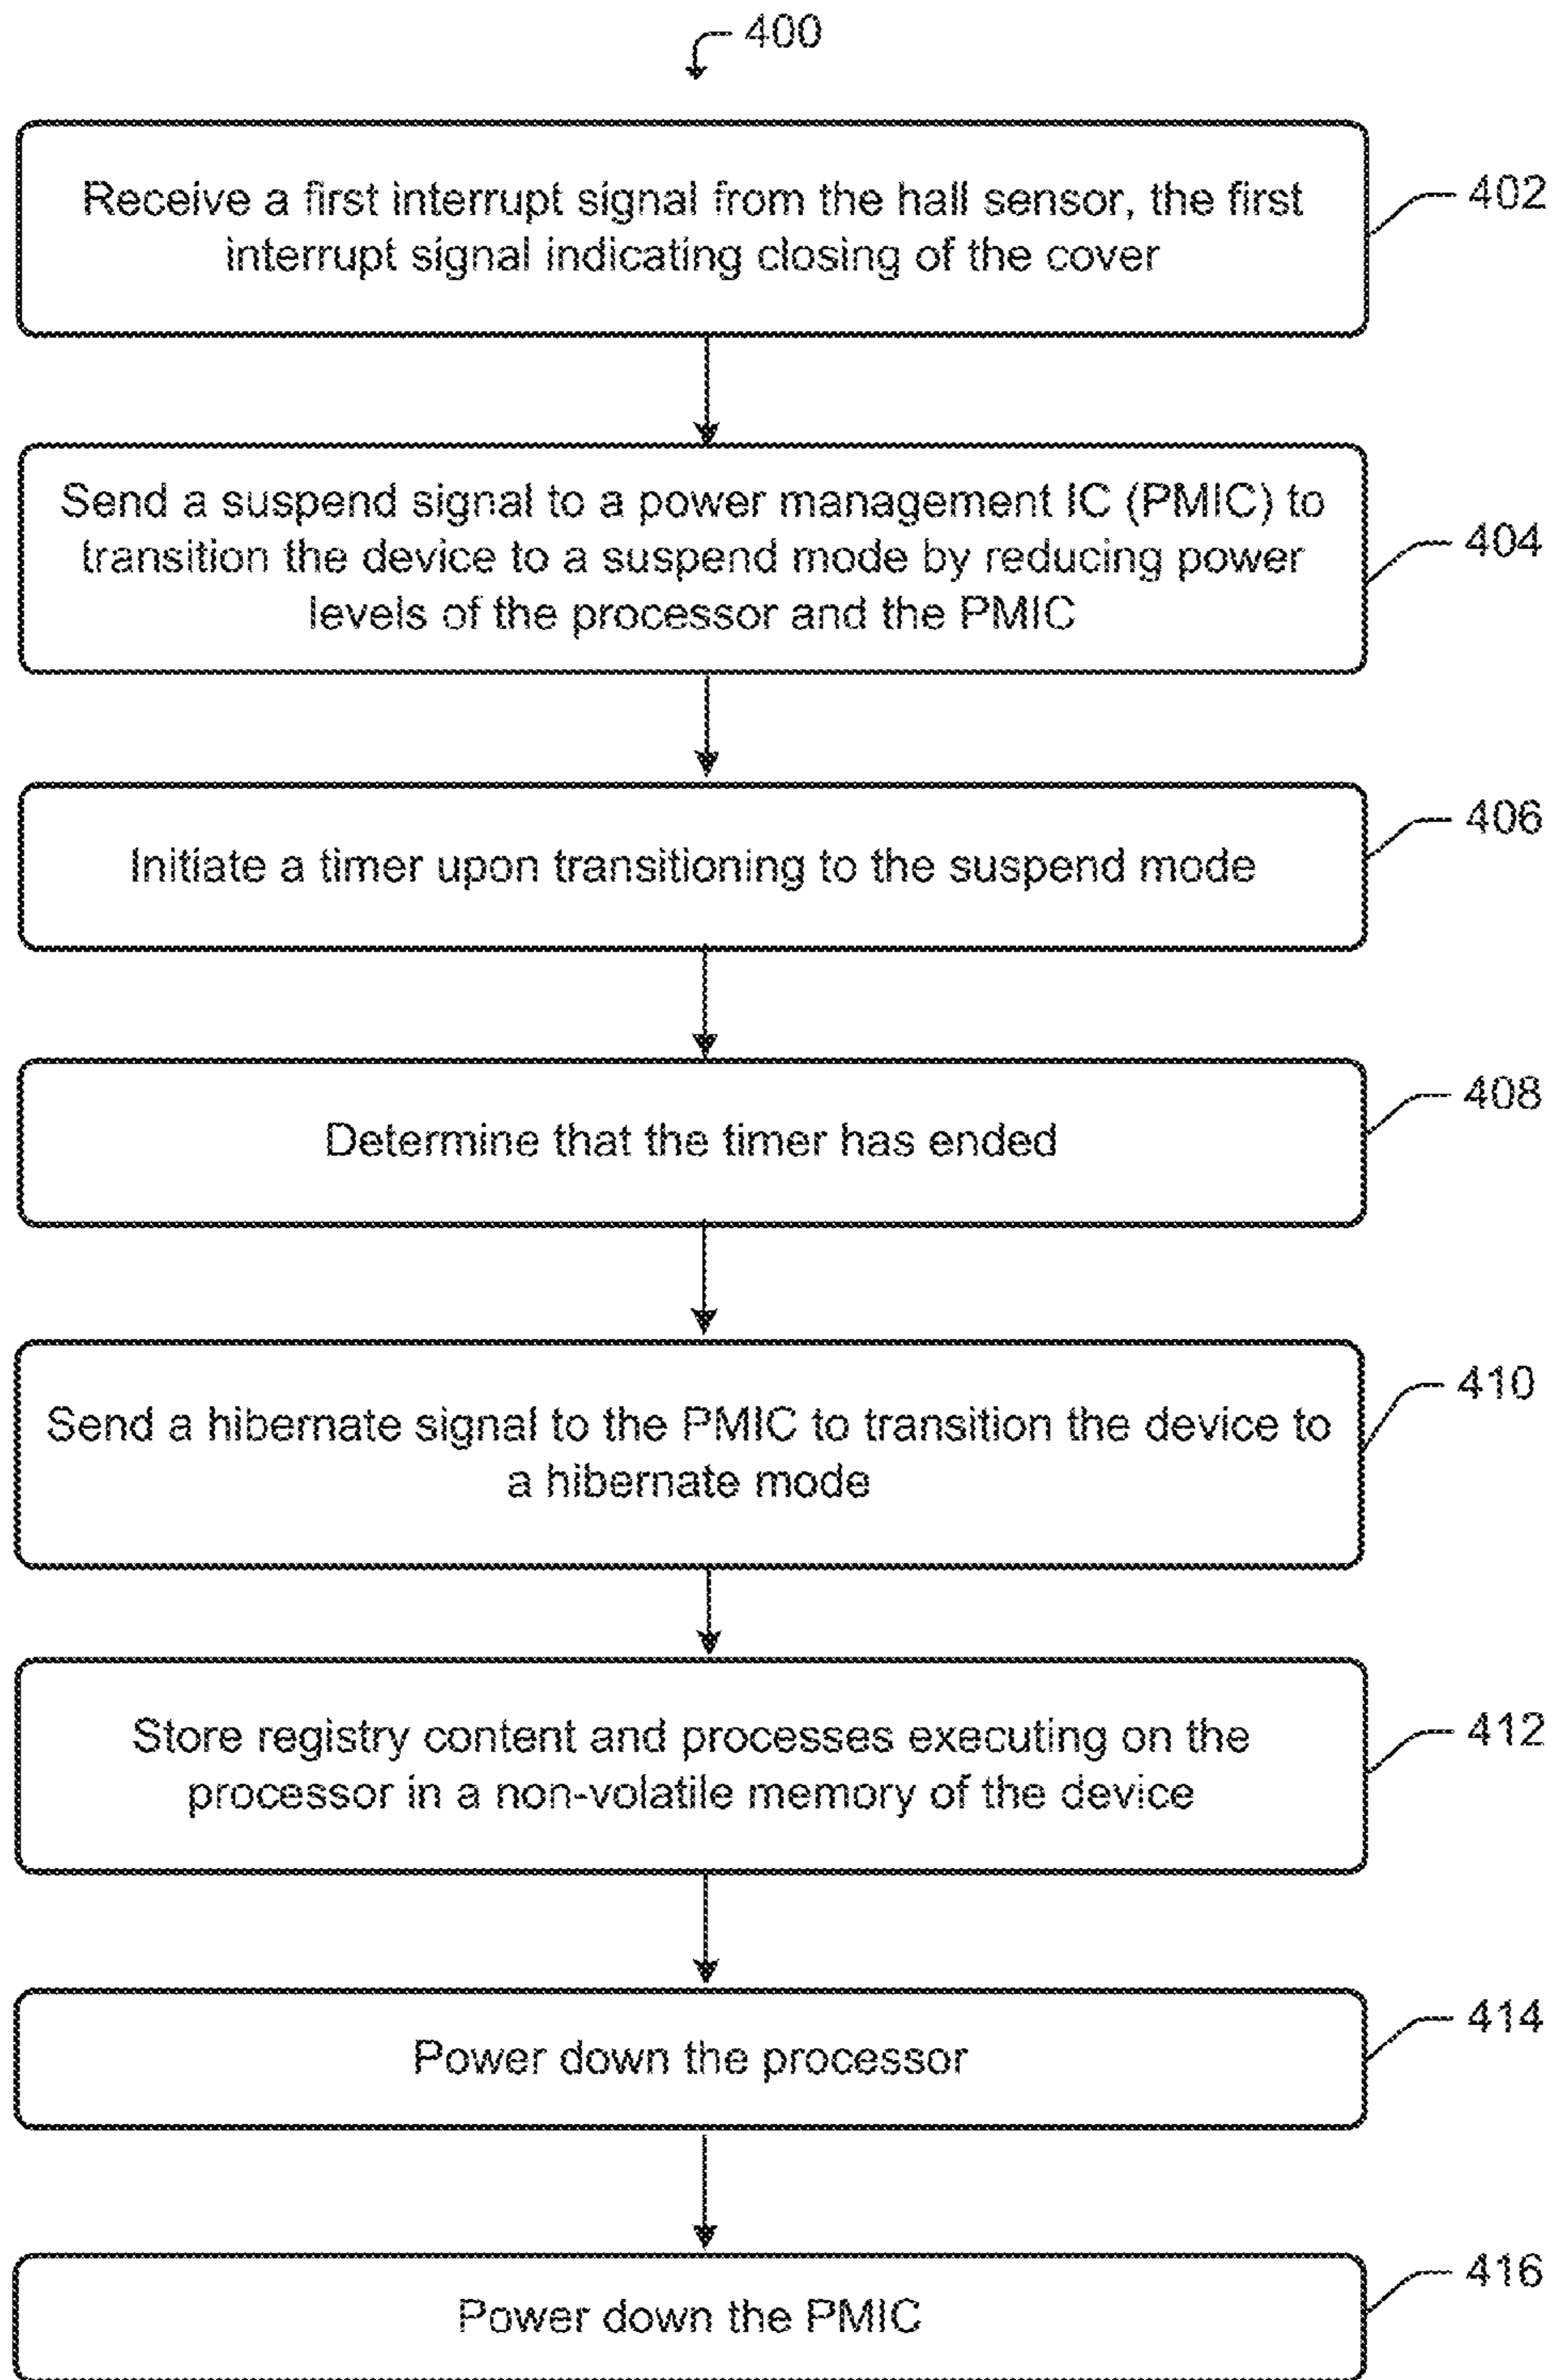 400
Receive a first interrupt signal from the hall sensor, the first
interrupt signal indicating closing of the cover
402
Send a suspend signal to a power management IC (PMIC) to
transition the device to a suspend mode by reducing power
levels of the processor and the PMIC
404
Initiate a timer upon transitioning to the suspend mode
406
Determine that the timer has ended
408
Send a hibernate signal to the PMIC to transition the device to
a hibernate mode
410
Store registry content and processes executing on the
processor in a non-volatile memory of the device
412
Power down the processor
414
Power down the PMIC
416